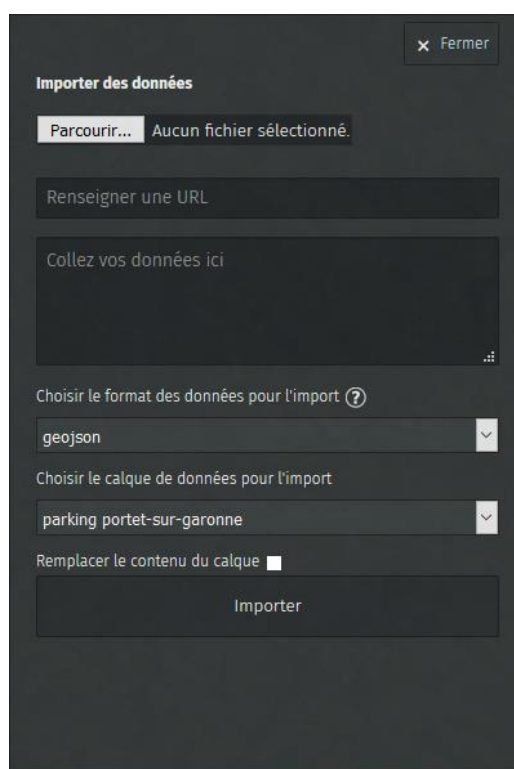 × Fermer
Importer des données
Parcourir... Aucun fichier sélectionné.
Renseigner une URL
Collez vos données ici
Choisir le format des données pour l'import ?
geojson
Choisir le calque de données pour l'import
parking portet-sur-garonne
Remplacer le contenu du calque
Importer